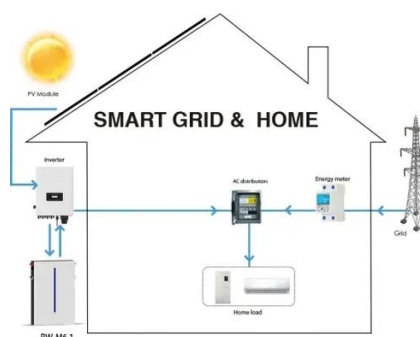 PV Module
SMART GRID & HOME
Inverter
AC distribution
Energy meter
Grid
Home load